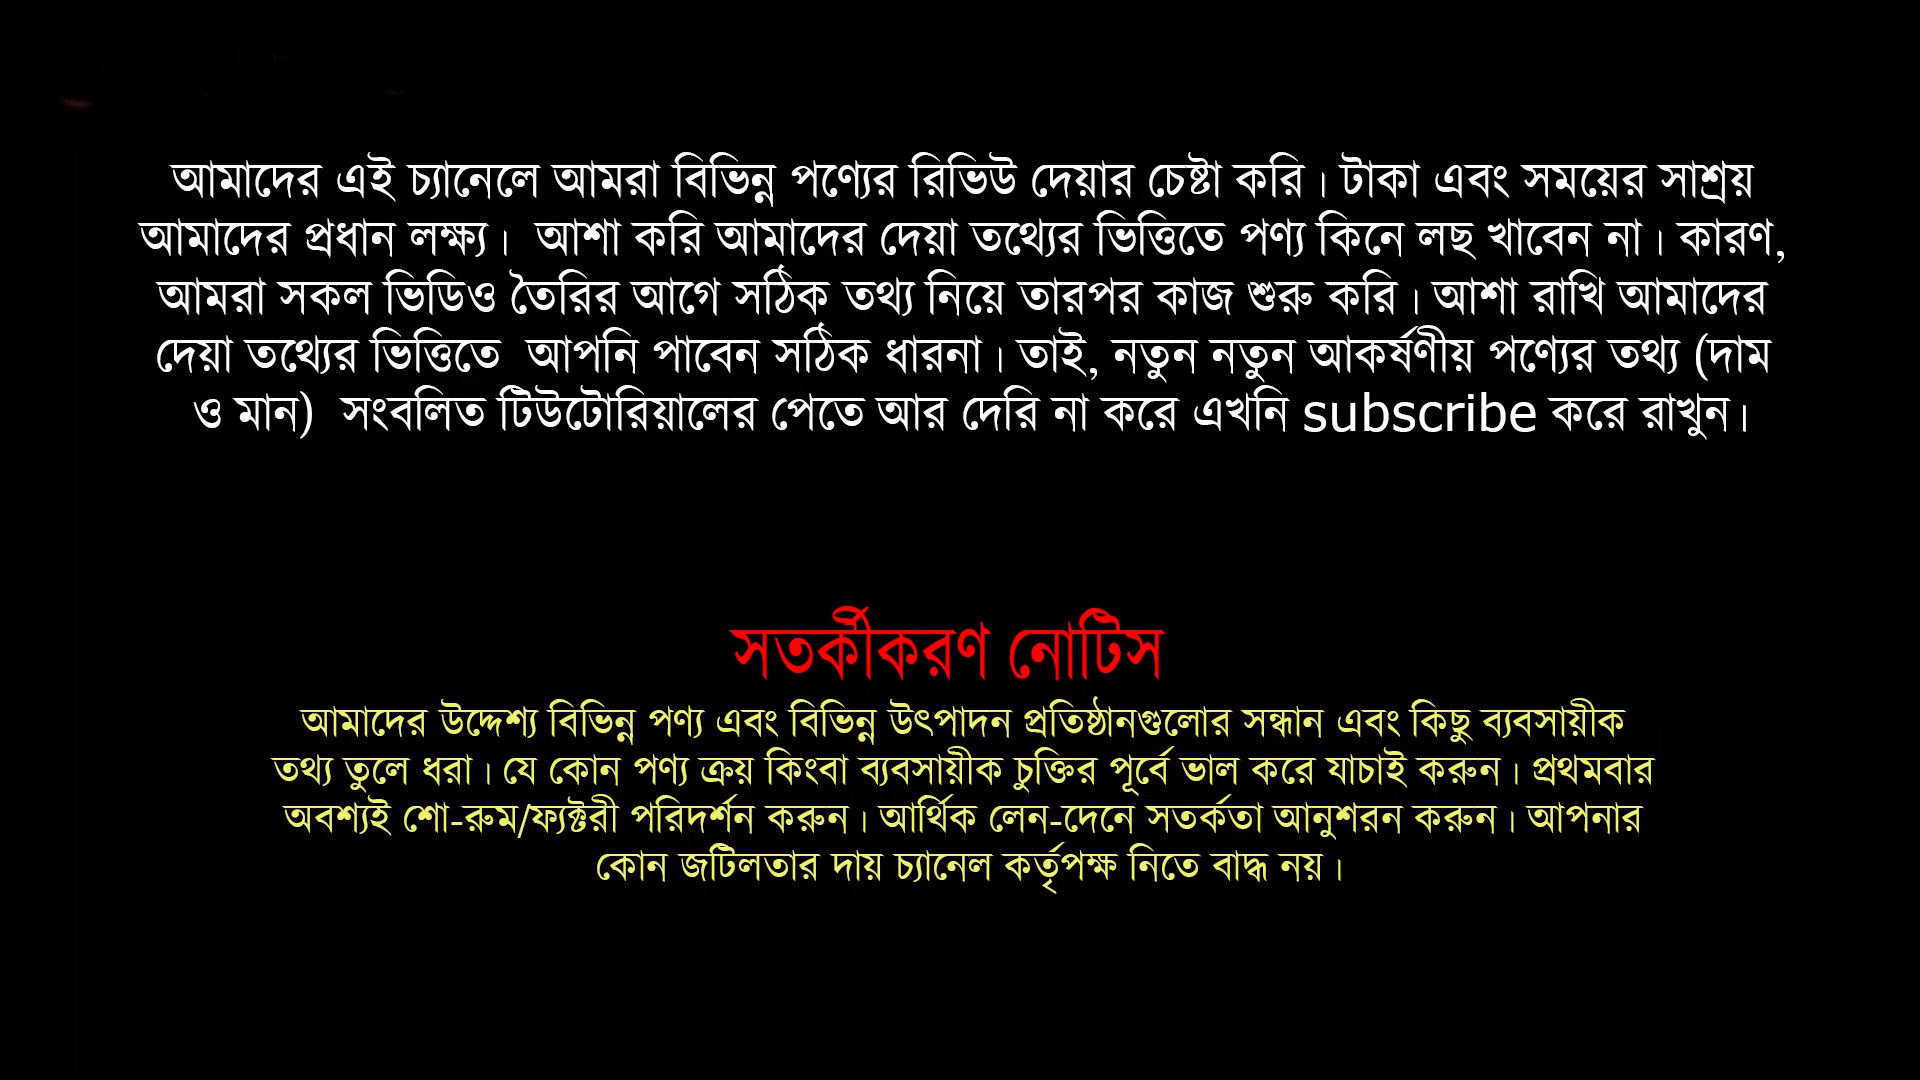 আমাদের এই চ্যানেলে আমরা বিভিন্ন পণ্যের রিভিউ দেয়ার চেষ্টা করি। টাকা এবং সময়ের সাশ্রয়
আমাদের প্রধান লক্ষ্য। আশা করি আমাদের দেয়া তথ্যের ভিত্তিতে পণ্য কিনে লছ খাবেন না। কারণ,
আমরা সকল ভিডিও তৈরির আগে সঠিক তথ্য নিয়ে তারপর কাজ শুরু করি। আশা রাখি আমাদের
দেয়া তথ্যের ভিত্তিতে আপনি পাবেন সঠিক ধারনা। তাই, নতুন নতুন আকর্ষণীয় পণ্যের তথ্য (দাম
ও মান) সংবলিত টিউটোরিয়ালের পেতে আর দেরি না করে এখনি subscribe করে রাখুন।
সতর্কীকরণ নোটিস
আমাদের উদ্দেশ্য বিভিন্ন পণ্য এবং বিভিন্ন উৎপাদন প্রতিষ্ঠানগুলোর সন্ধান এবং কিছু ব্যবসায়ীক
তথ্য তুলে ধরা। যে কোন পণ্য ক্রয় কিংবা ব্যবসায়ীক চুক্তির পূর্বে ভাল করে যাচাই করুন। প্রথমবার
অবশ্যই শো-রুম/ফ্যক্টরী পরিদর্শন করুন। আর্থিক লেন-দেনে সতর্কতা আনুশরন করুন। আপনার
কোন জটিলতার দায় চ্যানেল কর্তৃপক্ষ নিতে বাদ্ধ নয়।